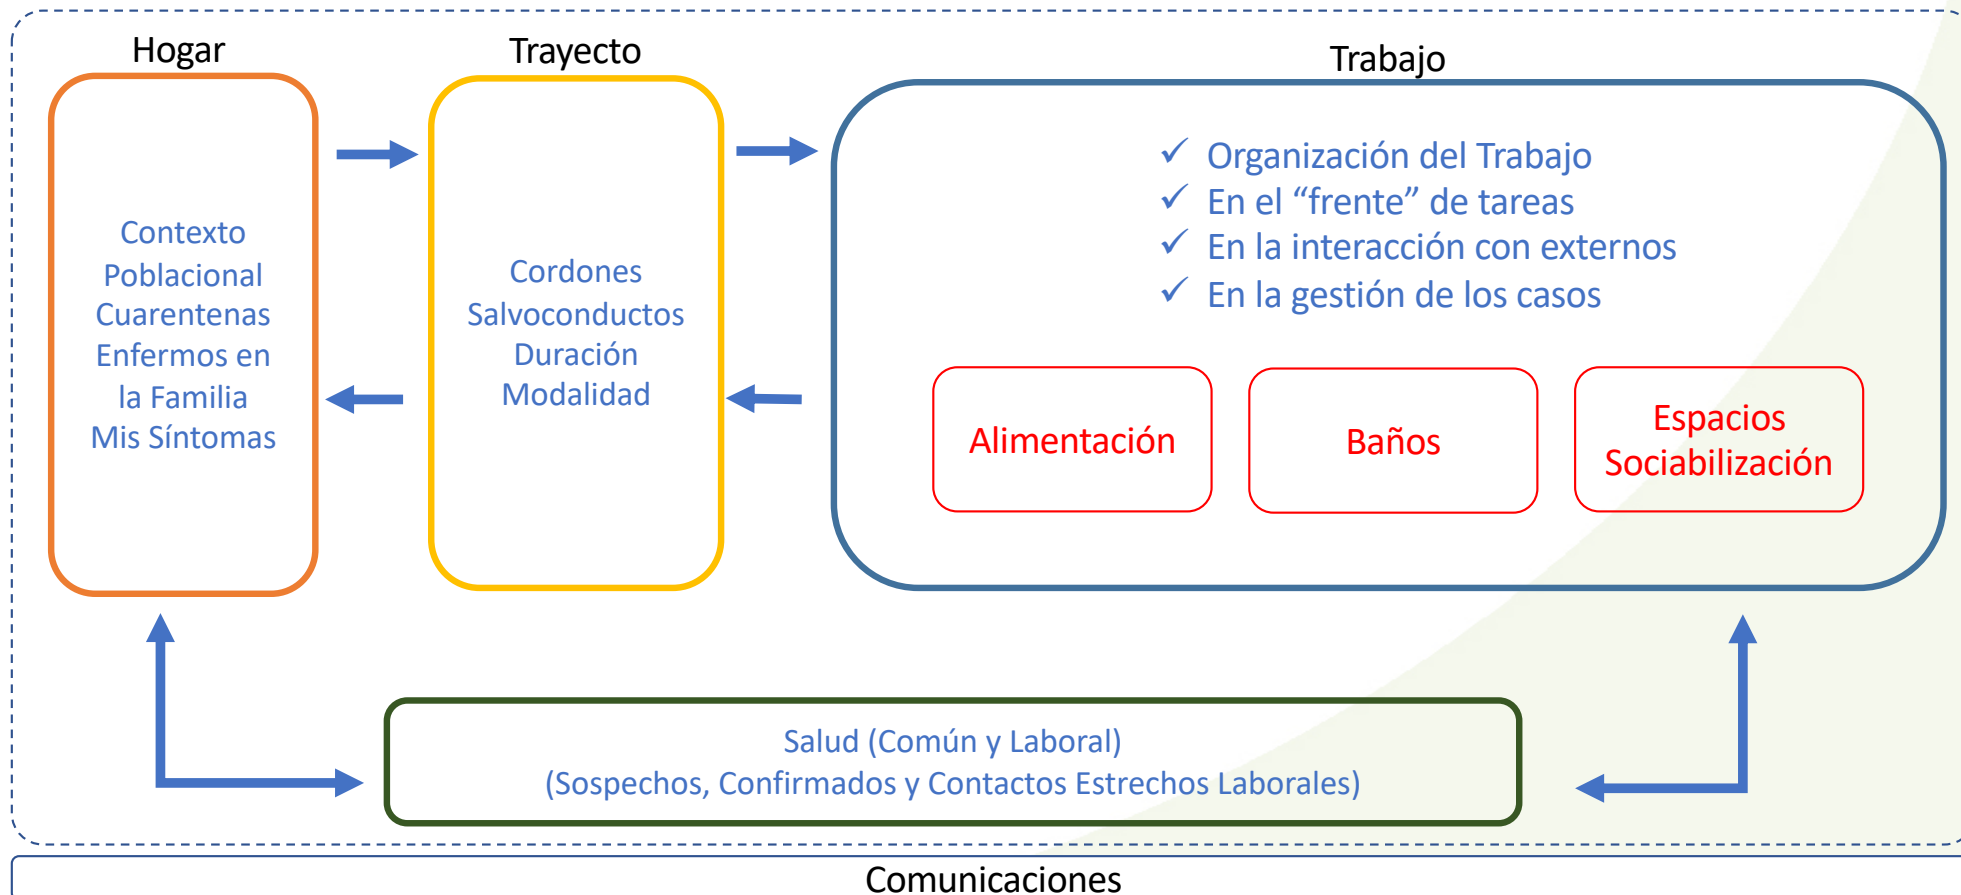 Hogar
Contexto
Poblacional
Cuarentenas
Enfermos en
la Familia
Mis Síntomas
Trayecto
Cordones
Salvoconductos
Duración
Modalidad
Trabajo
✓ Organización del Trabajo
✓ En el “frente” de tareas
✓ En la interacción con externos
✓ En la gestión de los casos
Alimentación
Baños
Espacios
Sociabilización
Salud (Común y Laboral)
(Sospechos, Confirmados y Contactos Estrechos Laborales)
Comunicaciones